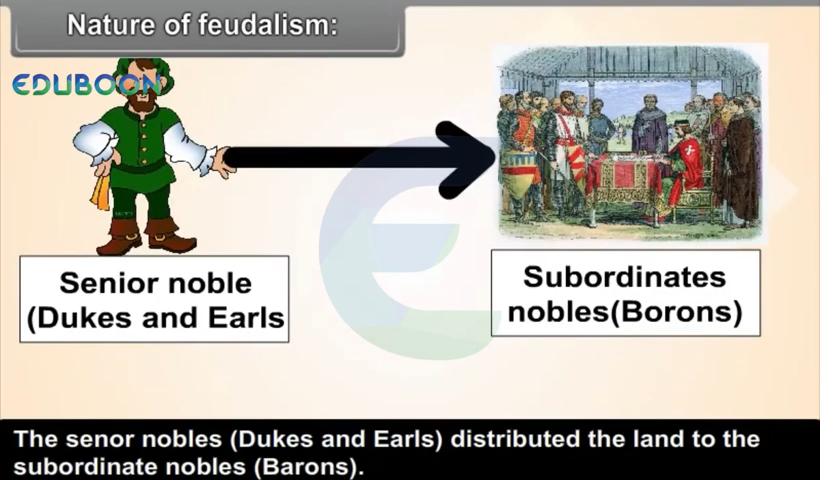 Nature of feudalism:
EDUBOON
Senior noble
(Dukes and Earls
Subordinates
nobles(Borons)
The senor nobles (Dukes and Earls) distributed the land to the
subordinate nobles (Barons).